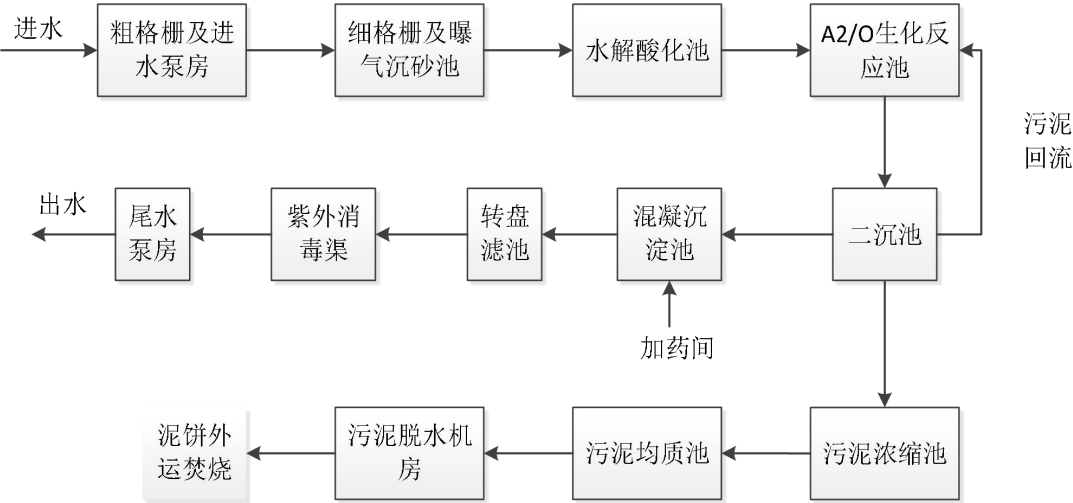 进水
粗格栅及进
水泵房
细格栅及曝
气沉砂池
水解酸化池
A2/O生化反
应池
污泥
回流
出水
尾水
泵房
紫外消
毒渠
转盘
滤池
混凝沉
淀池
二沉池
加药间
泥饼外
运焚烧
污泥脱水机
房
污泥均质池
污泥浓缩池